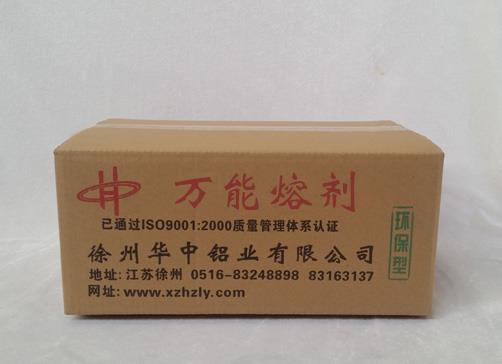 万能熔剂
已通过ISO9001:2000质量管理体系认证
徐州华中铝业有限公司
地址: 江苏徐州 0516-83248898 83163137
网址: www.xzhzly.com
环保型